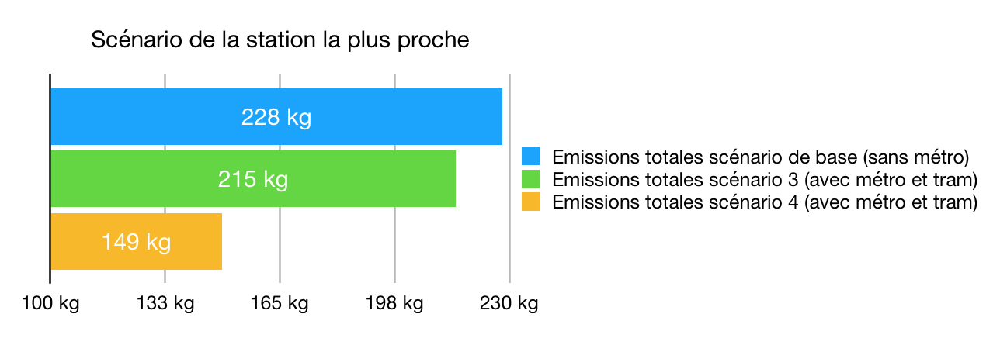 Scénario de la station la plus proche
228 kg
215 kg
149 kg
Emissions totales scénario de base (sans métro)
Emissions totales scénario 3 (avec métro et tram)
Emissions totales scénario 4 (avec métro et tram)
100 kg 133 kg 165 kg 198 kg 230 kg